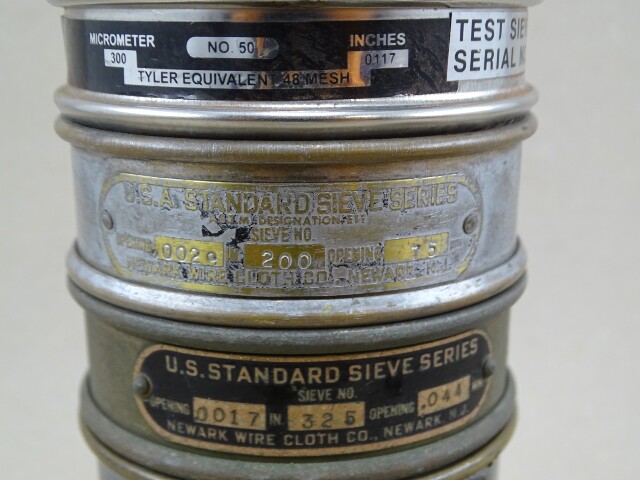 MICROMETER NO. 50 INCHES
300 0117
TYLER EQUIVALENT 48 MESH
TEST SIE
SERIAL N
U.S.A. STANDARD SIEVE SERIES
SIEVE NO
OPENING 0029 IN 200 OPENING 75
NEWARK WIRE CLOTH CO., NEWARK, N.J.
U.S. STANDARD SIEVE SERIES
SIEVE NO.
OPENING 0017 IN. 325 OPENING .044 MM
NEWARK WIRE CLOTH CO., NEWARK, N.J.